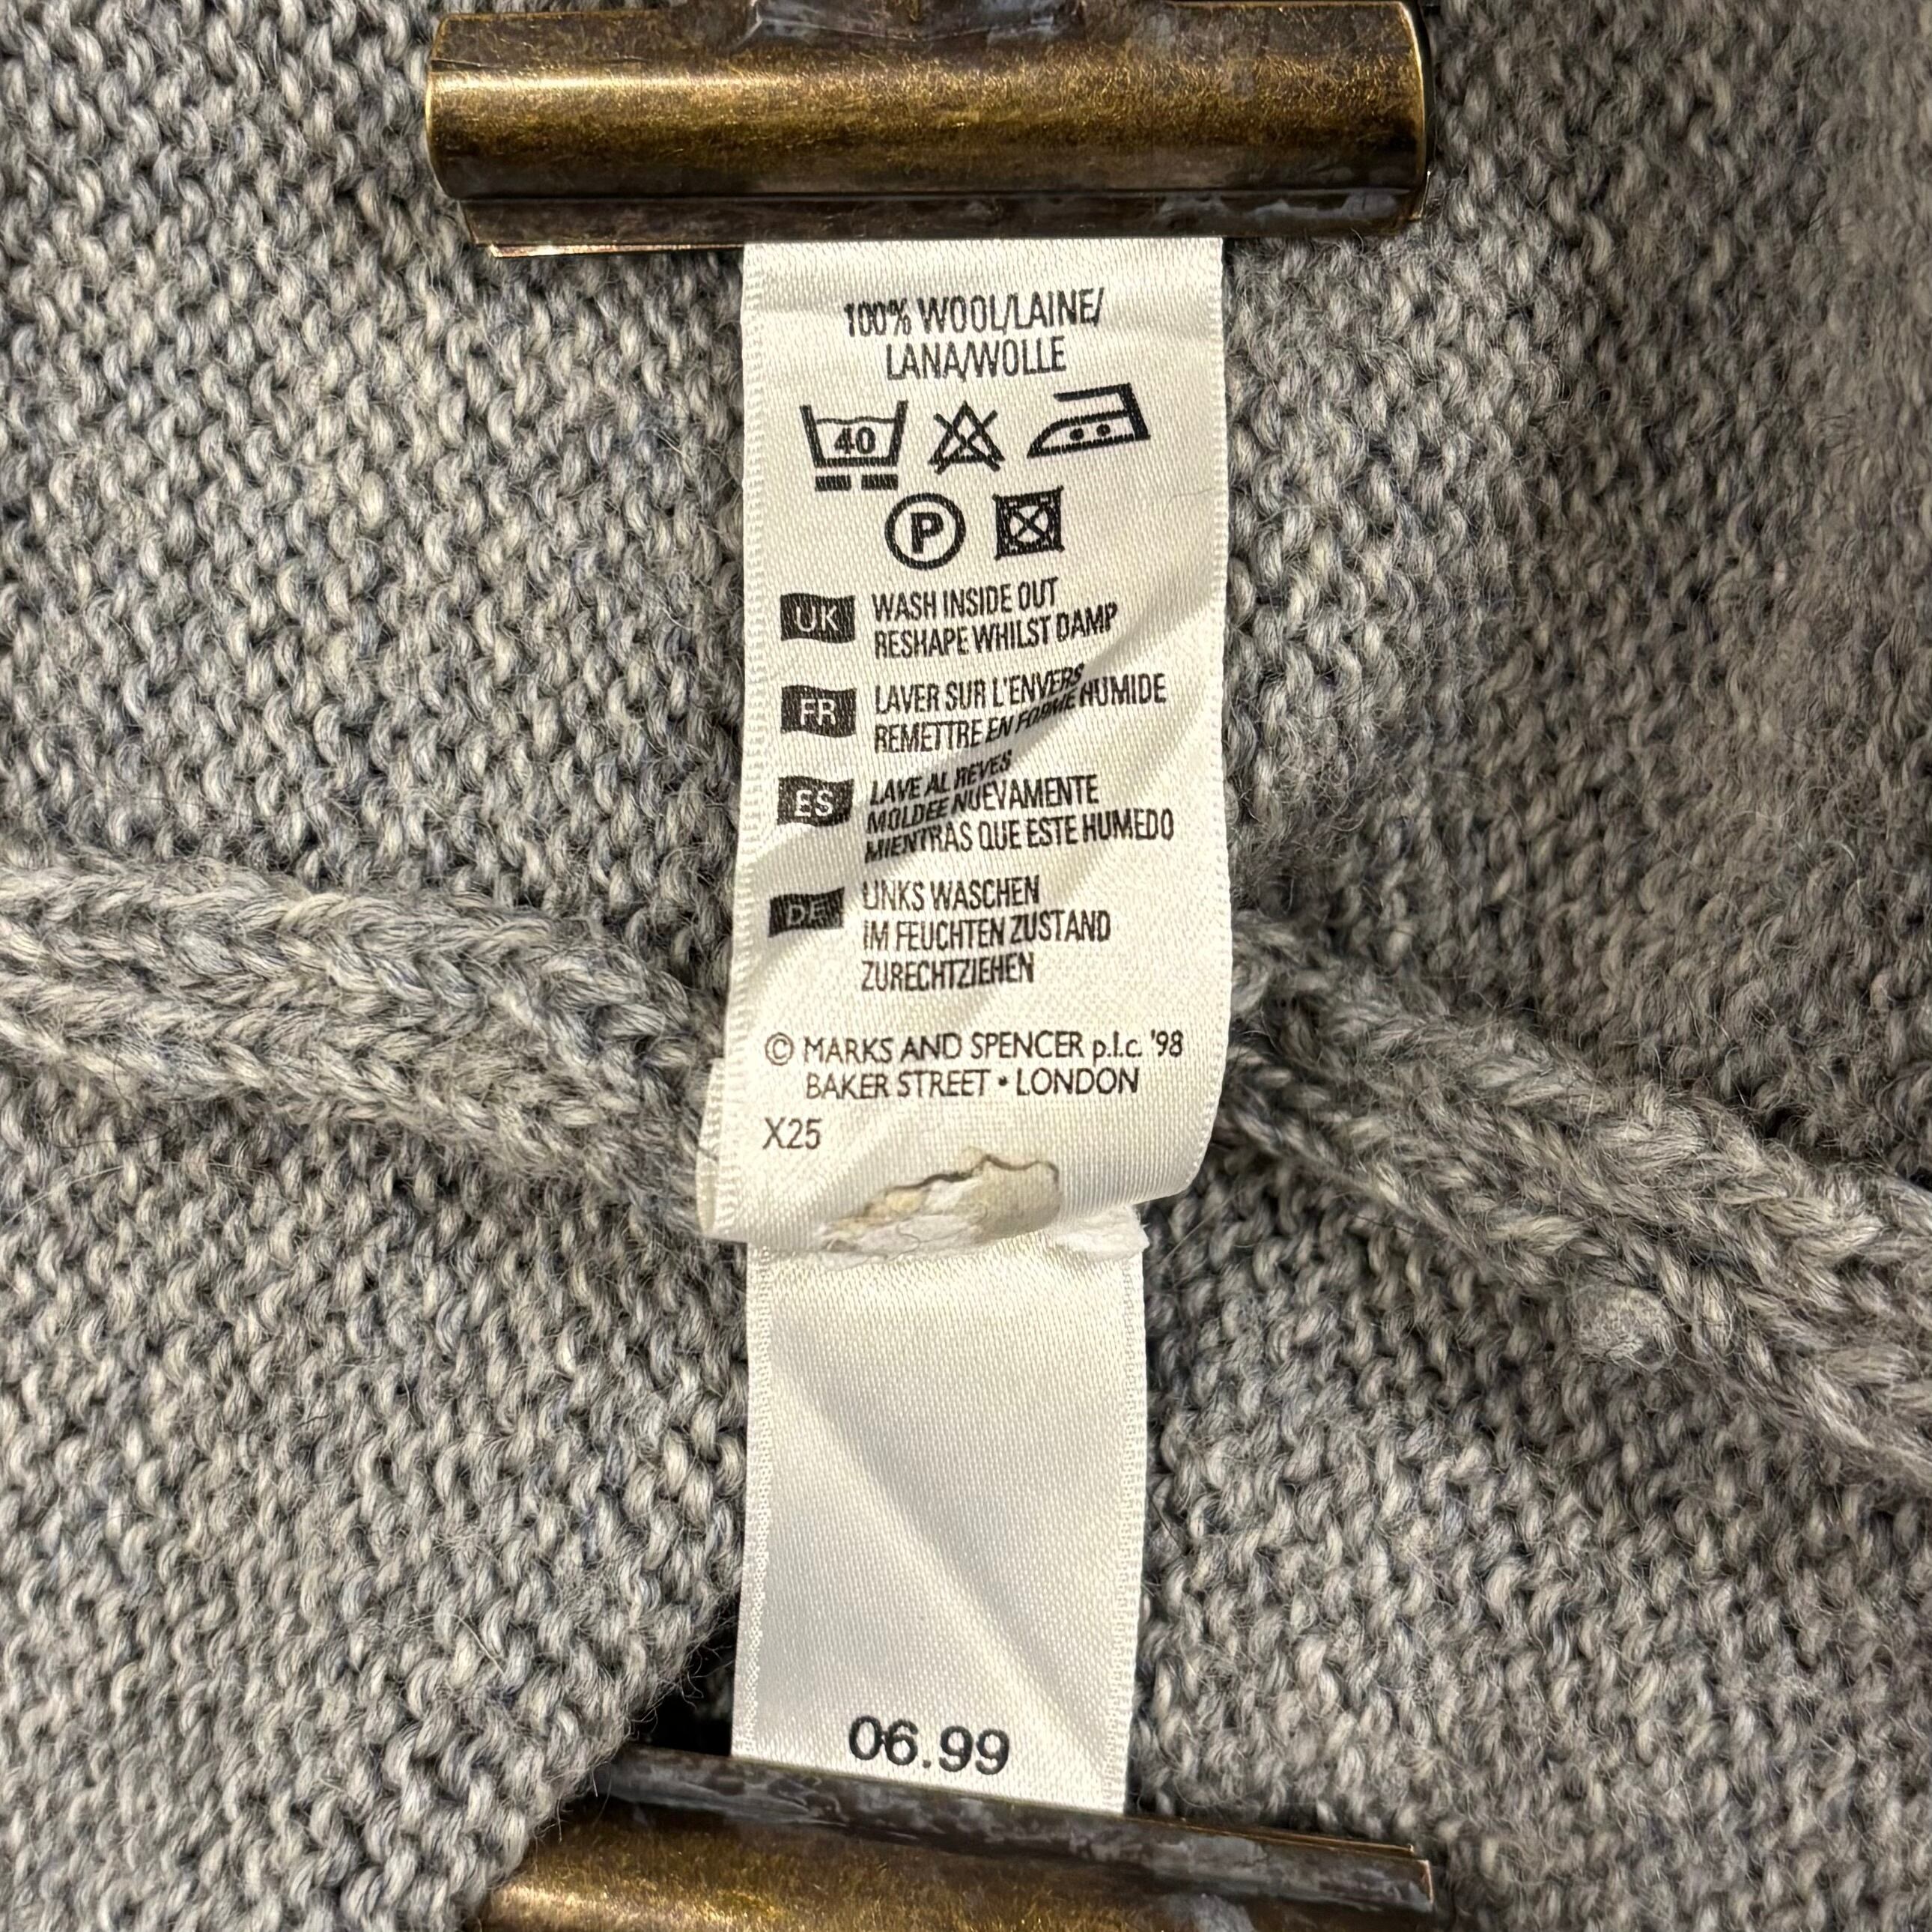 100% WOOL/LAINE/
LANA/WOLLE
40
P
UK WASH INSIDE OUT
RESHAPE WHILST DAMP
FR LAVER SUR L'ENVERS
REMETTRE EN FORME HUMIDE
ES LAVE AL REVES
MOLDEE NUEVAMENTE
MIENTRAS QUE ESTE HUMEDO
DE LINKS WASCHEN
IM FEUCHTEN ZUSTAND
ZURECHTZIEHEN
© MARKS AND SPENCER p.l.c. '98
BAKER STREET • LONDON
X25
06.99